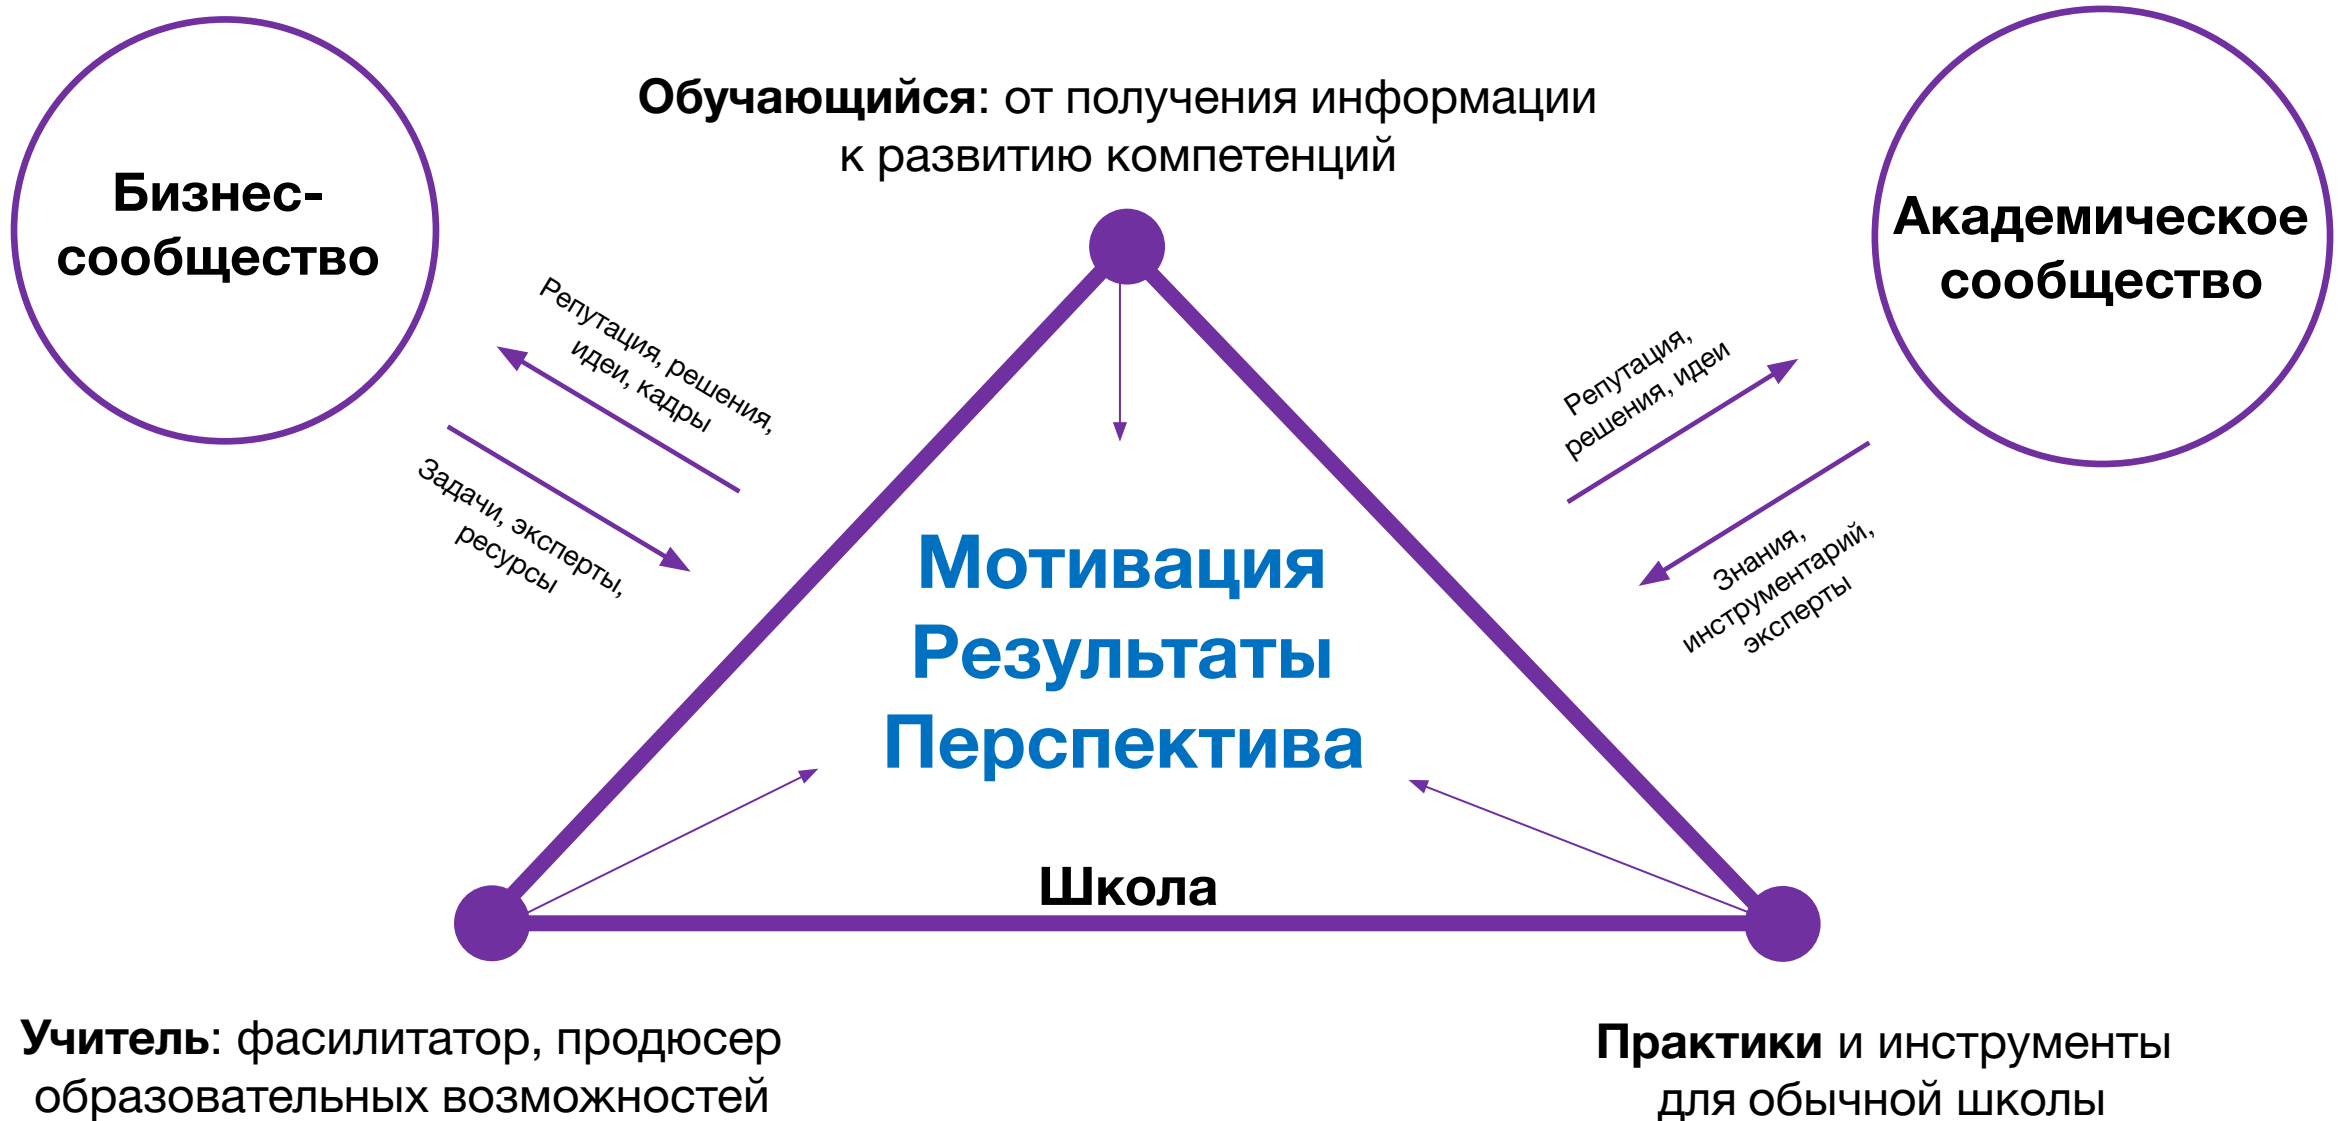 Обучающийся: от получения информации
к развитию компетенций
Бизнес-
сообщество
Академическое
сообщество
Репутация, решения,
идеи, кадры
Задачи, эксперты,
ресурсы
Репутация,
решения, идеи
Знания,
инструментарий,
эксперты
Мотивация
Результаты
Перспектива
Школа
Учитель: фасилитатор, продюсер
образовательных возможностей
Практики и инструменты
для обычной школы